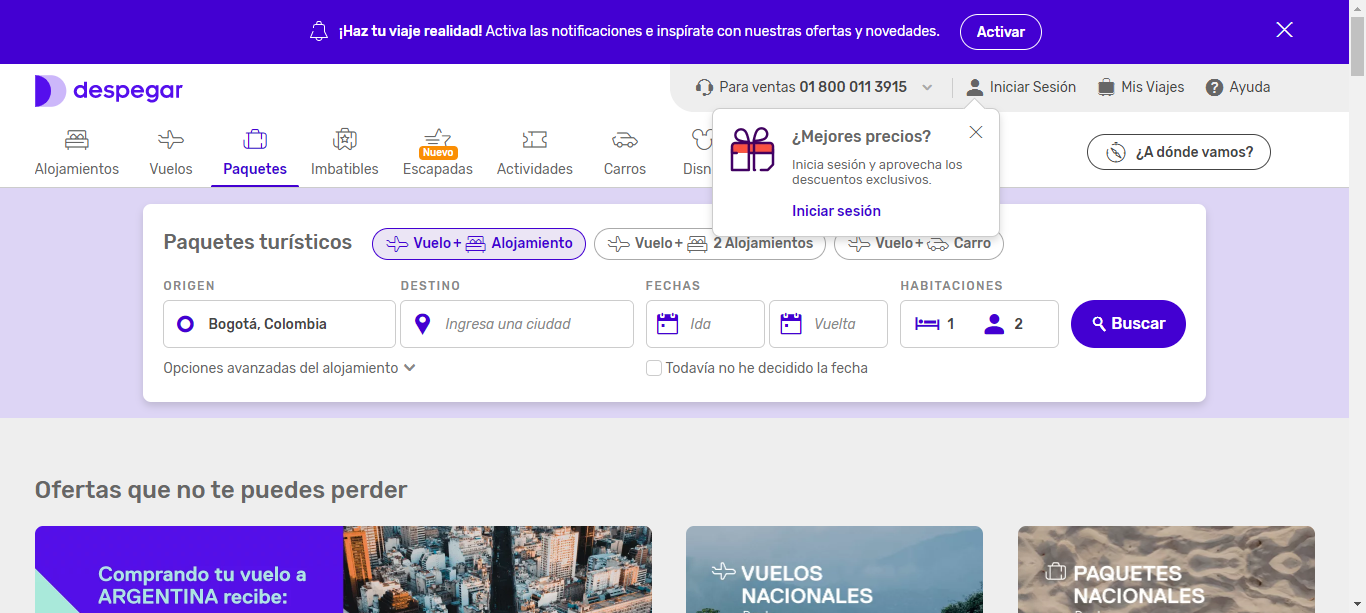 ¡Haz tu viaje realidad! Activa las notificaciones e inspírate con nuestras ofertas y novedades.
Activar
despegar
Para ventas 01 800 011 3915
Iniciar Sesión
Mis Viajes
Ayuda
Alojamientos
Vuelos
Paquetes
Imbatibles
Nuevo
Escapadas
Actividades
Carros
Disn
¿Mejores precios?
Inicia sesión y aprovecha los
descuentos exclusivos.
Iniciar sesión
¿A dónde vamos?
Paquetes turísticos
Vuelo + Alojamiento
Vuelo + 2 Alojamientos
Vuelo + Carro
ORIGEN
DESTINO
FECHAS
HABITACIONES
Bogotá, Colombia
Ingresa una ciudad
Ida
Vuelta
1
2
Buscar
Opciones avanzadas del alojamiento
Todavía no he decidido la fecha
Ofertas que no te puedes perder
Comprando tu vuelo a
ARGENTINA recibe:
VUELOS
NACIONALES
PAQUETES
NACIONALES